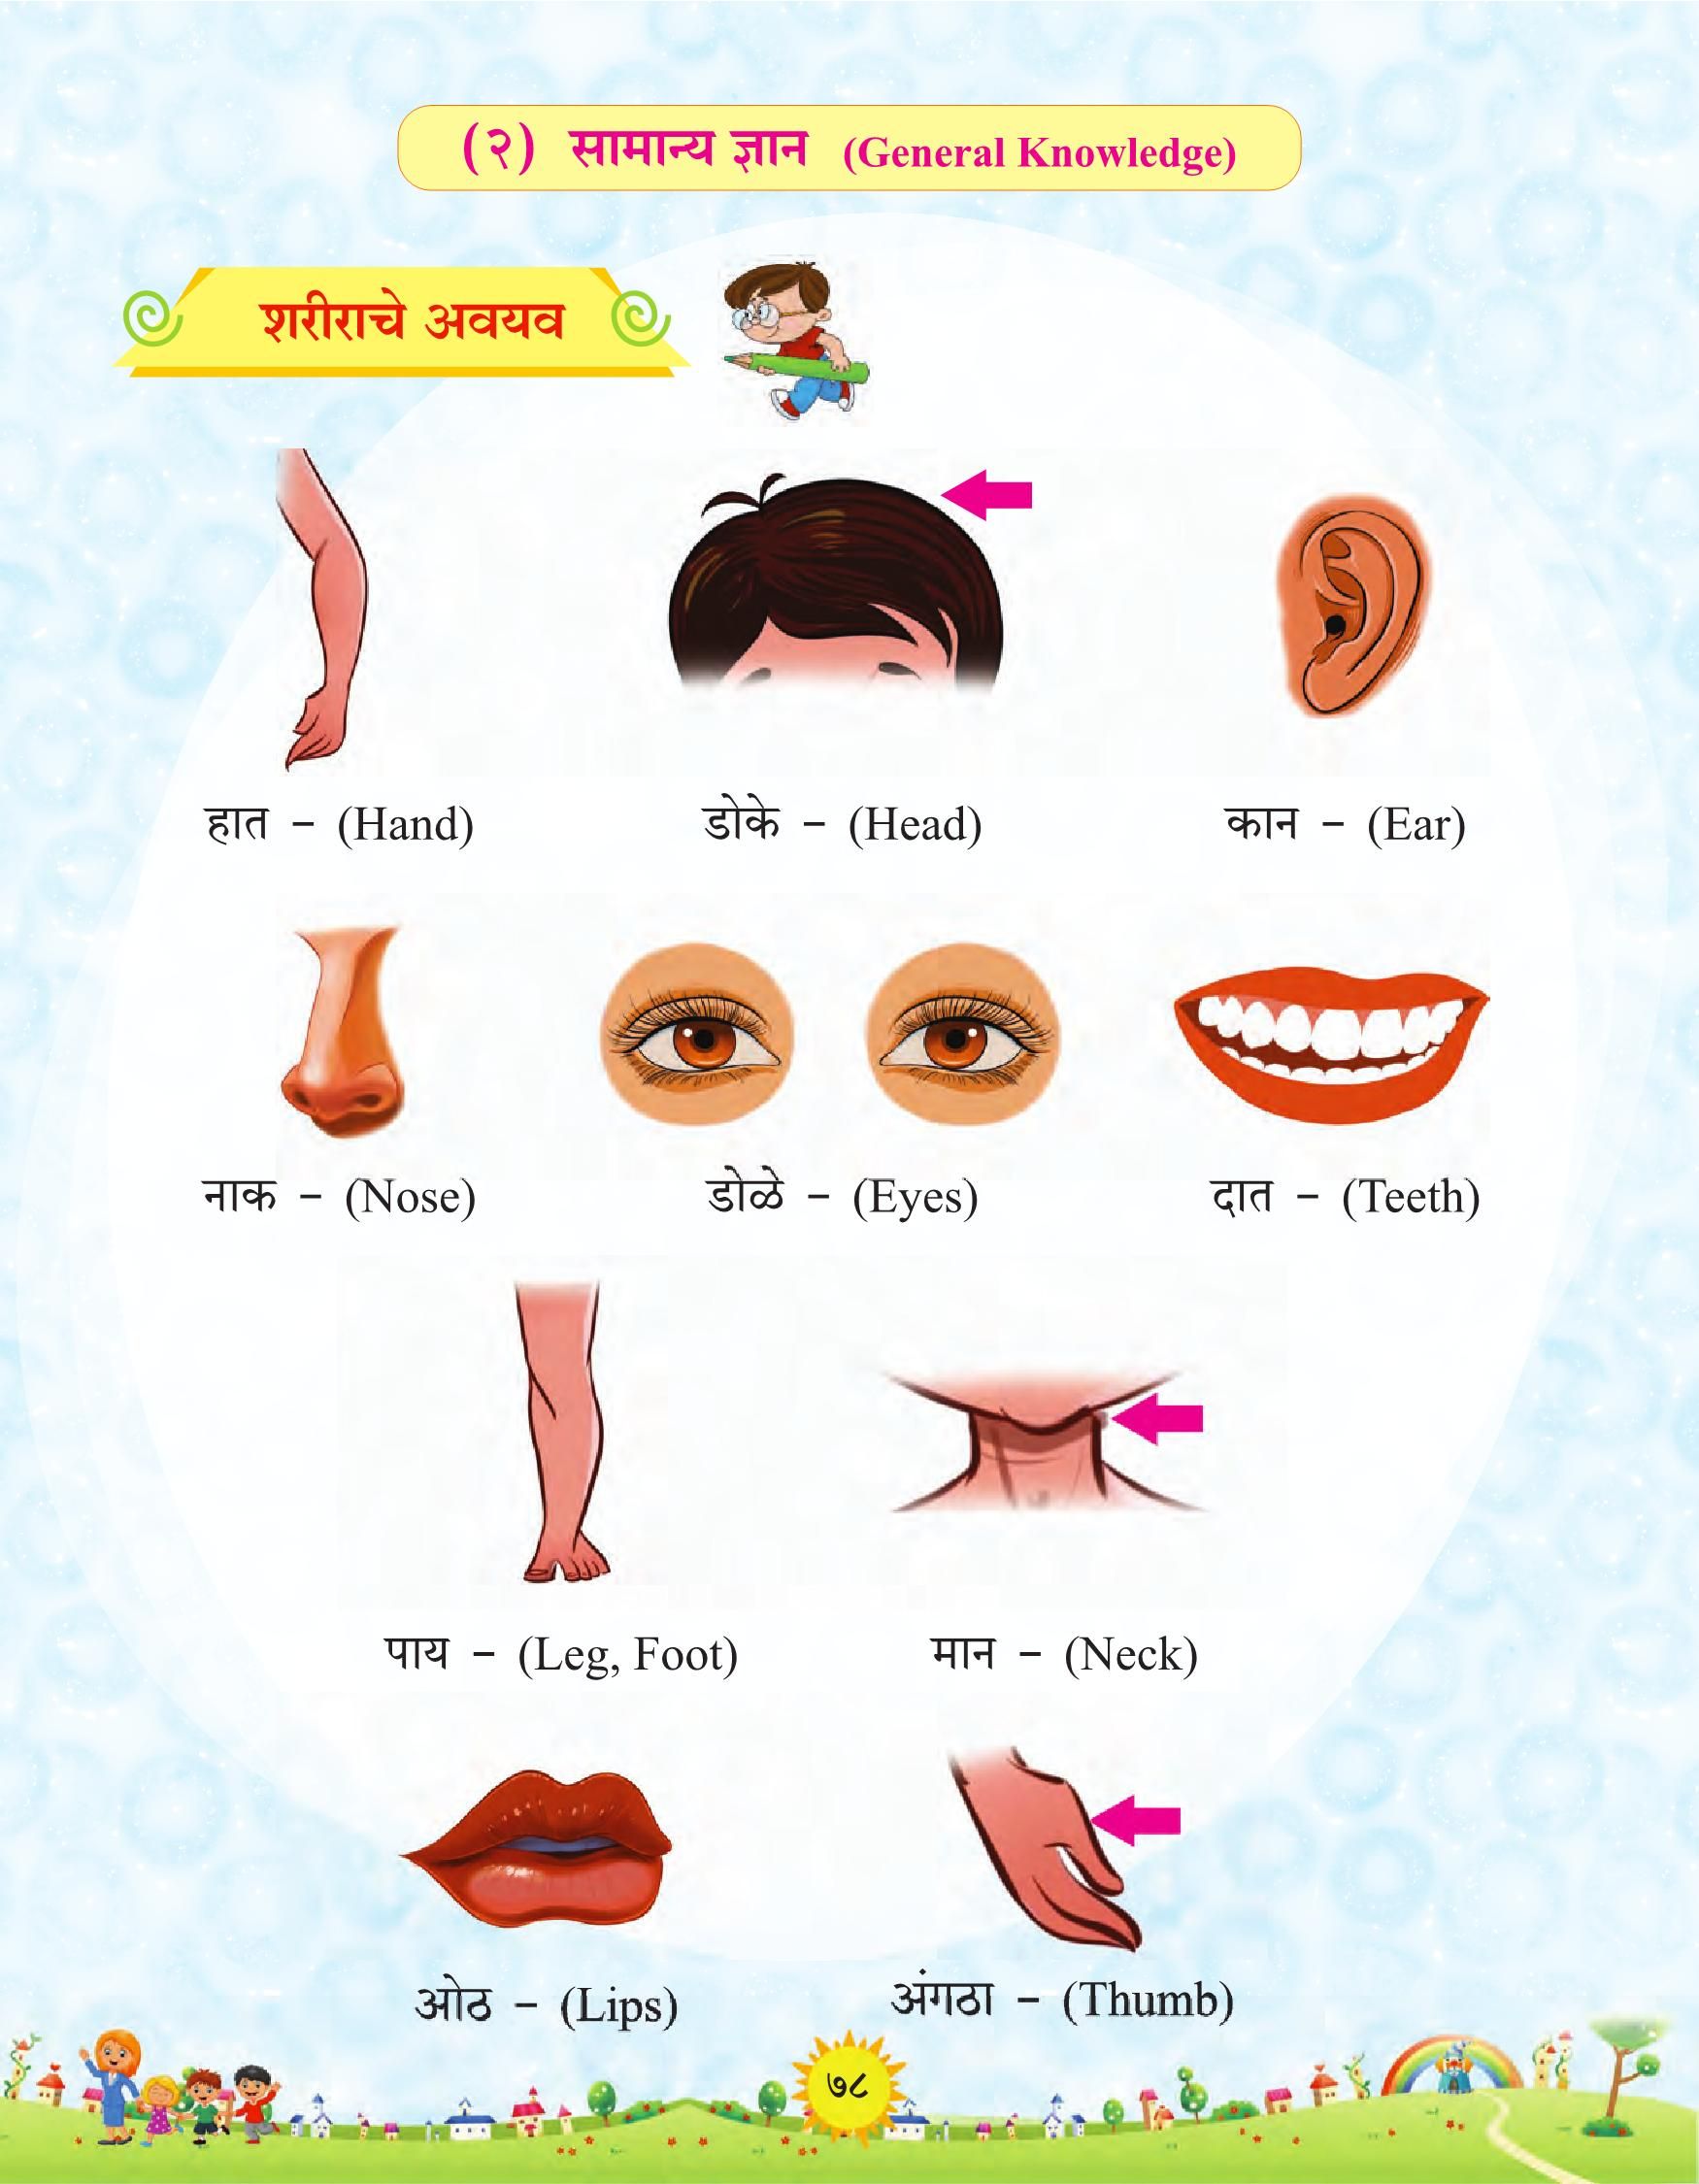 (२) सामान्य ज्ञान (General Knowledge)
शरीराचे अवयव
हात - (Hand)
डोके - (Head)
कान - (Ear)
नाक - (Nose)
डोळे - (Eyes)
दात - (Teeth)
पाय - (Leg, Foot)
मान - (Neck)
ओठ - (Lips)
अंगठा - (Thumb)
७८